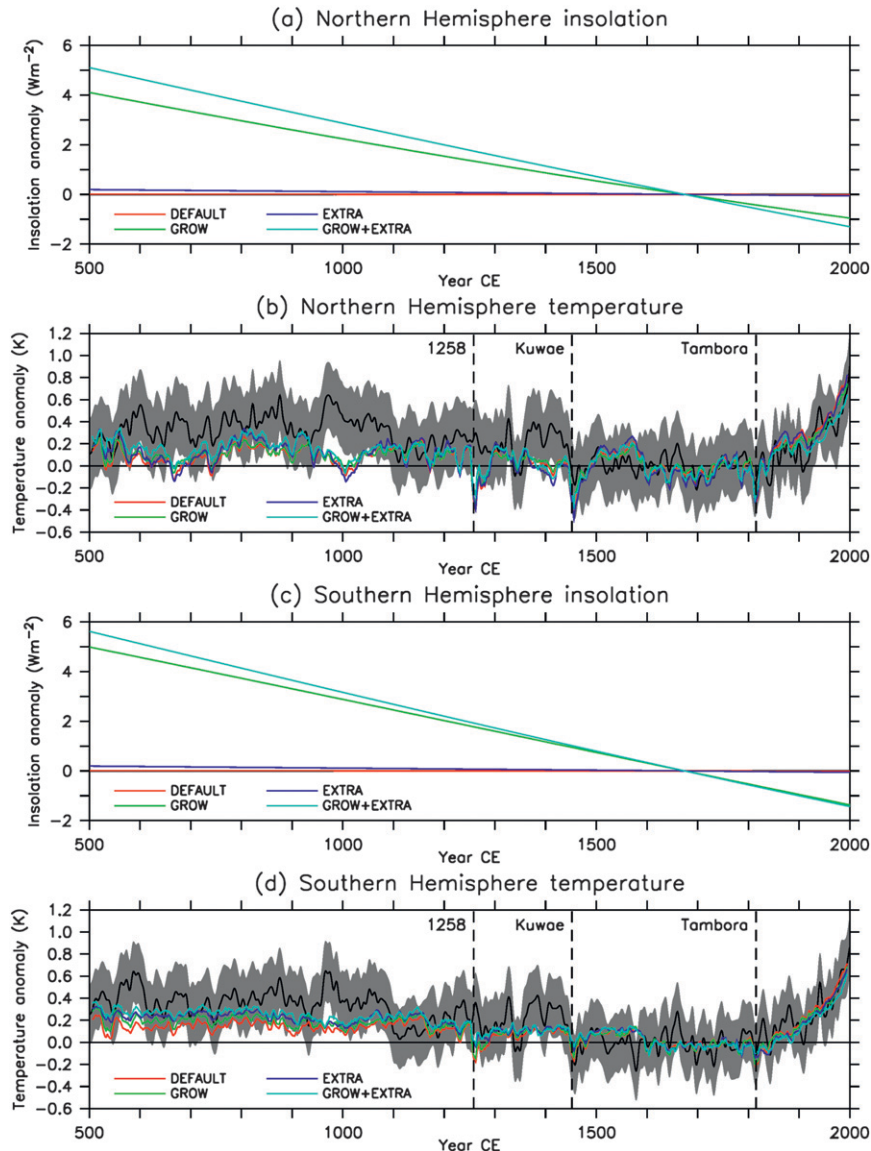 (a) Northern Hemisphere insolation
Insolation anomaly (Wm⁻²)
6
4
2
0
−2
DEFAULT EXTRA
GROW GROW+EXTRA
500 1000 1500 2000
Year CE
(b) Northern Hemisphere temperature
Temperature anomaly (K)
1.2
1.0
0.8
0.6
0.4
0.2
0.0
−0.2
−0.4
−0.6
1258 Kuwae Tambora
DEFAULT EXTRA
GROW GROW+EXTRA
500 1000 1500 2000
Year CE
(c) Southern Hemisphere insolation
Insolation anomaly (Wm⁻²)
6
4
2
0
−2
DEFAULT EXTRA
GROW GROW+EXTRA
500 1000 1500 2000
Year CE
(d) Southern Hemisphere temperature
Temperature anomaly (K)
1.2
1.0
0.8
0.6
0.4
0.2
0.0
−0.2
−0.4
−0.6
1258 Kuwae Tambora
DEFAULT EXTRA
GROW GROW+EXTRA
500 1000 1500 2000
Year CE